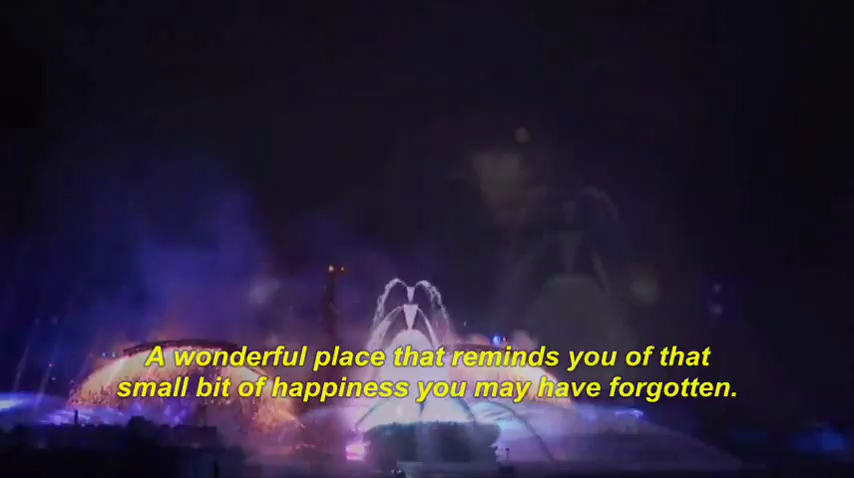 A wonderful place that reminds you of that
small bit of happiness you may have forgotten.